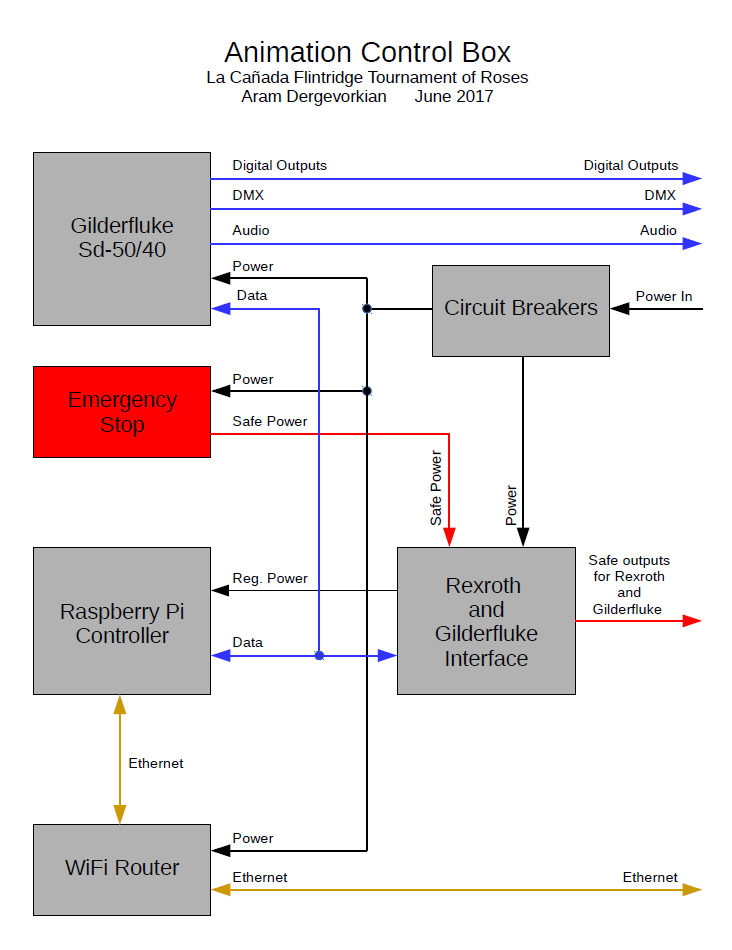 Animation Control Box
La Cañada Flintridge Tournament of Roses
Aram Dergevorkian June 2017
Digital Outputs
Digital Outputs
DMX
DMX
Gilderfluke
Sd-50/40
Audio
Audio
Power
Data
Circuit Breakers
Power In
Emergency
Stop
Power
Safe Power
Safe Power
Power
Raspberry Pi
Controller
Reg. Power
Data
Rexroth
and
Gilderfluke
Interface
Safe outputs
for Rexroth
and
Gilderfluke
Ethernet
WiFi Router
Power
Ethernet
Ethernet